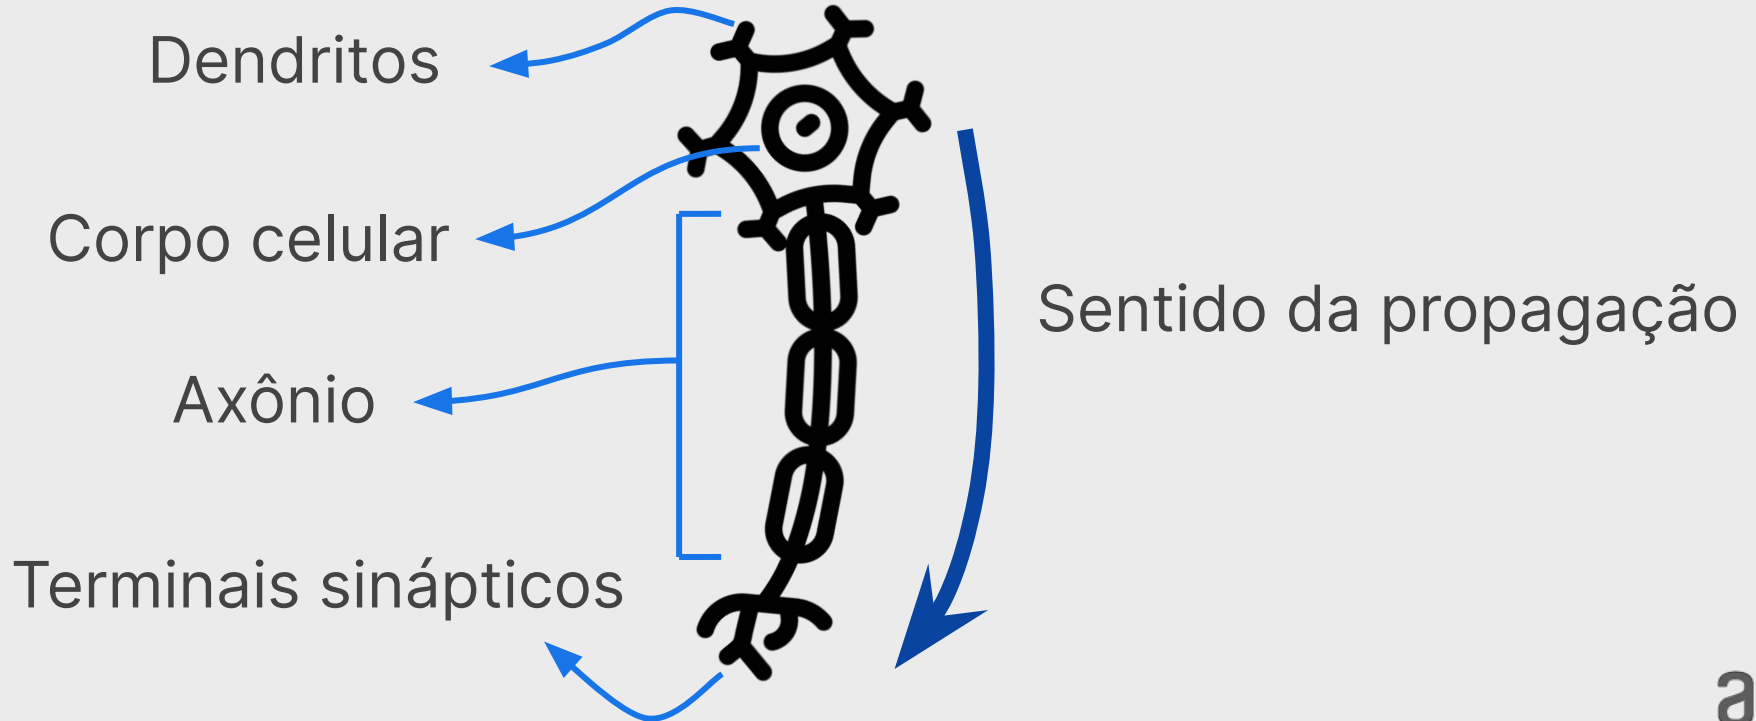 Dendritos
Corpo celular
Sentido da propagação
Axônio
Terminais sinápticos
a